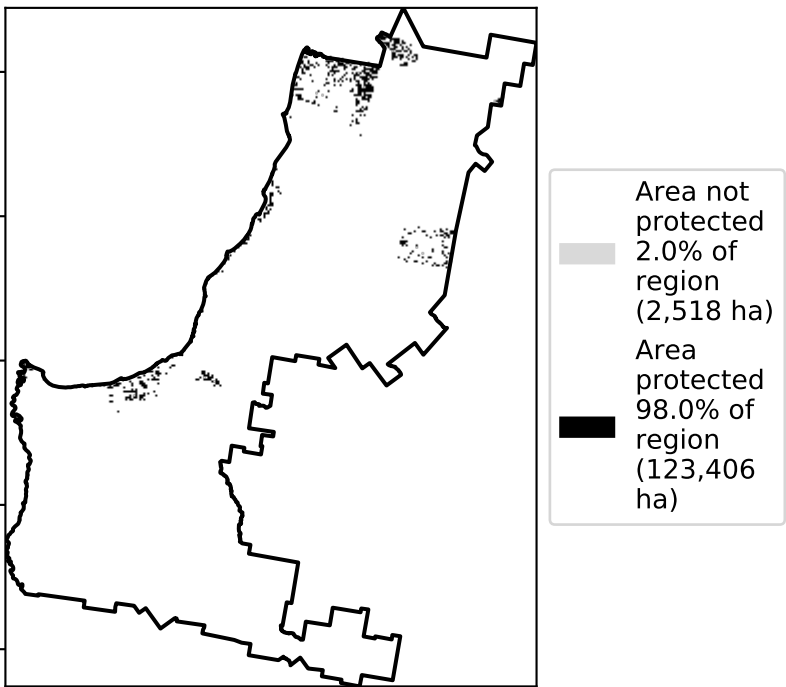 Area not
protected
2.0% of
region
(2,518 ha)
Area
protected
98.0% of
region
(123,406
ha)